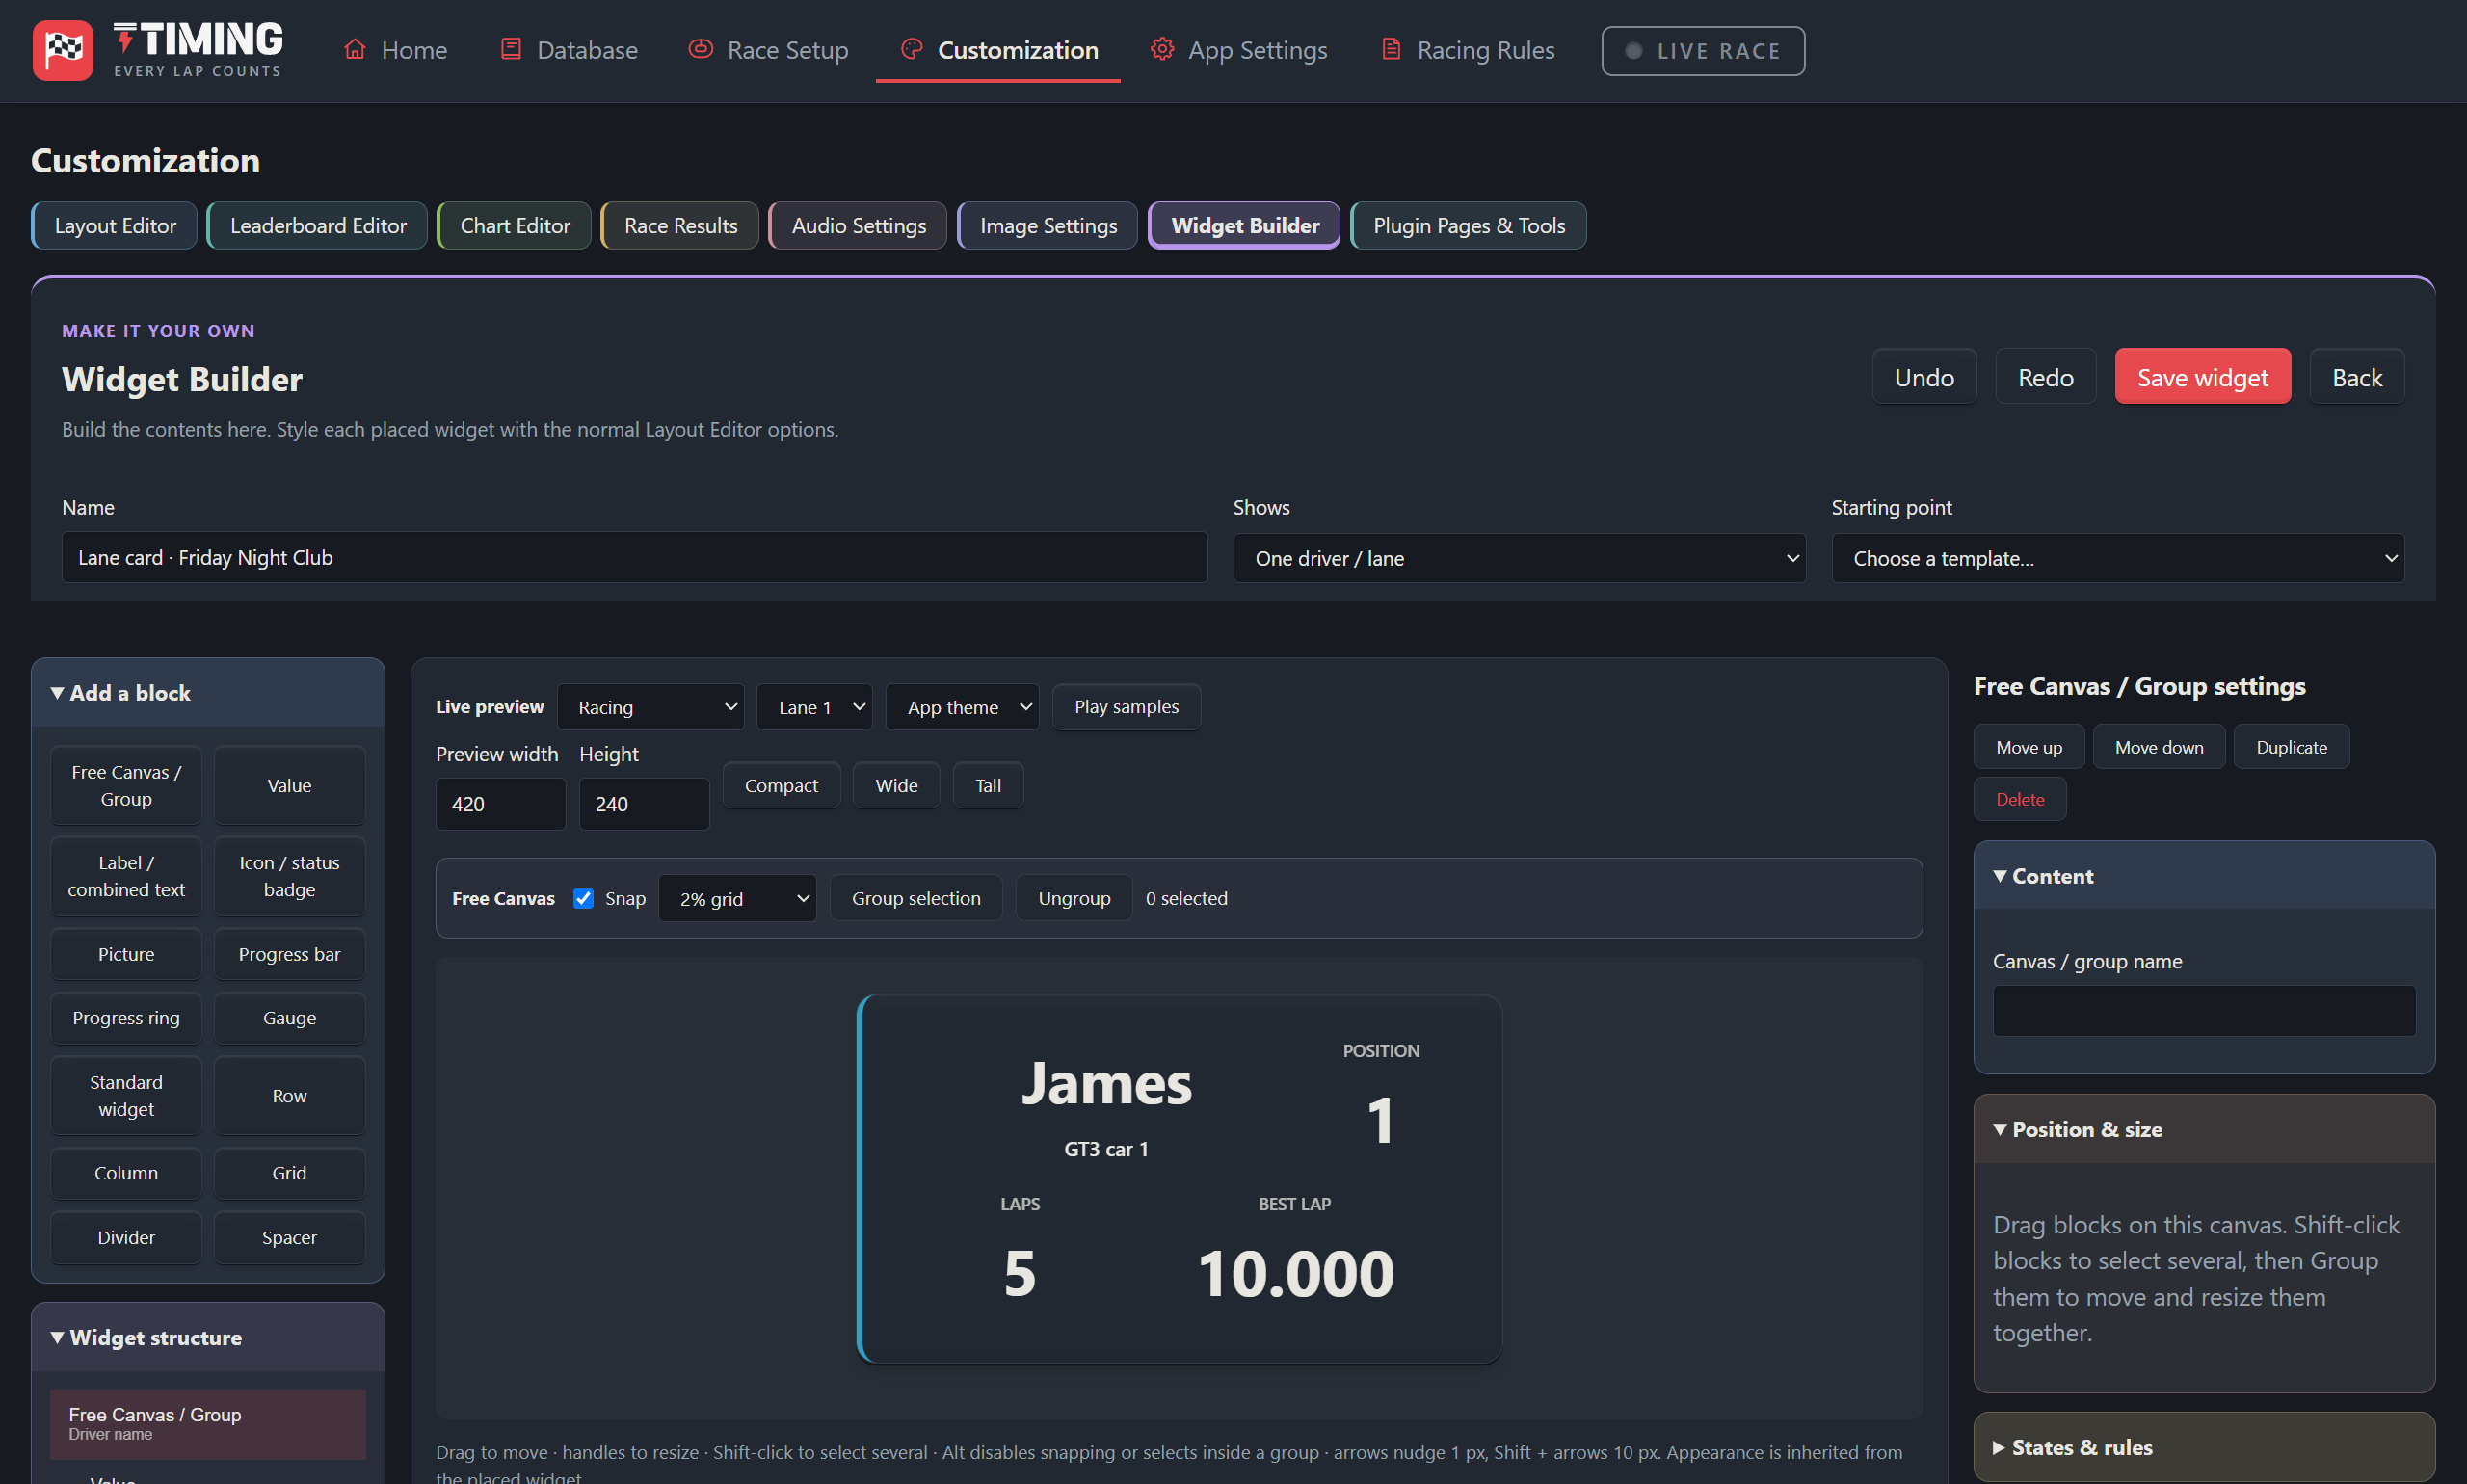 TIMING
EVERY LAP COUNTS
Home
Database
Race Setup
Customization
App Settings
Racing Rules
LIVE RACE
Customization
Layout Editor
Leaderboard Editor
Chart Editor
Race Results
Audio Settings
Image Settings
Widget Builder
Plugin Pages & Tools
MAKE IT YOUR OWN
Widget Builder
Build the contents here. Style each placed widget with the normal Layout Editor options.
Undo
Redo
Save widget
Back
Name
Lane card · Friday Night Club
Shows
One driver / lane
Starting point
Choose a template...
Add a block
Free Canvas /
Group
Value
Label /
combined text
Icon / status
badge
Picture
Progress bar
Progress ring
Gauge
Standard
widget
Row
Column
Grid
Divider
Spacer
Widget structure
Free Canvas / Group
Driver name
Value
Live preview
Racing
Lane 1
App theme
Play samples
Preview width
Height
420
240
Compact
Wide
Tall
Free Canvas
Snap
2% grid
Group selection
Ungroup
0 selected
James
GT3 car 1
POSITION
1
LAPS
5
BEST LAP
10.000
Drag to move · handles to resize · Shift-click to select several · Alt disables snapping or selects inside a group · arrows nudge 1 px, Shift + arrows 10 px. Appearance is inherited from
the placed widget
Free Canvas / Group settings
Move up
Move down
Duplicate
Delete
Content
Canvas / group name
Position & size
Drag blocks on this canvas. Shift-click
blocks to select several, then Group
them to move and resize them
together.
States & rules